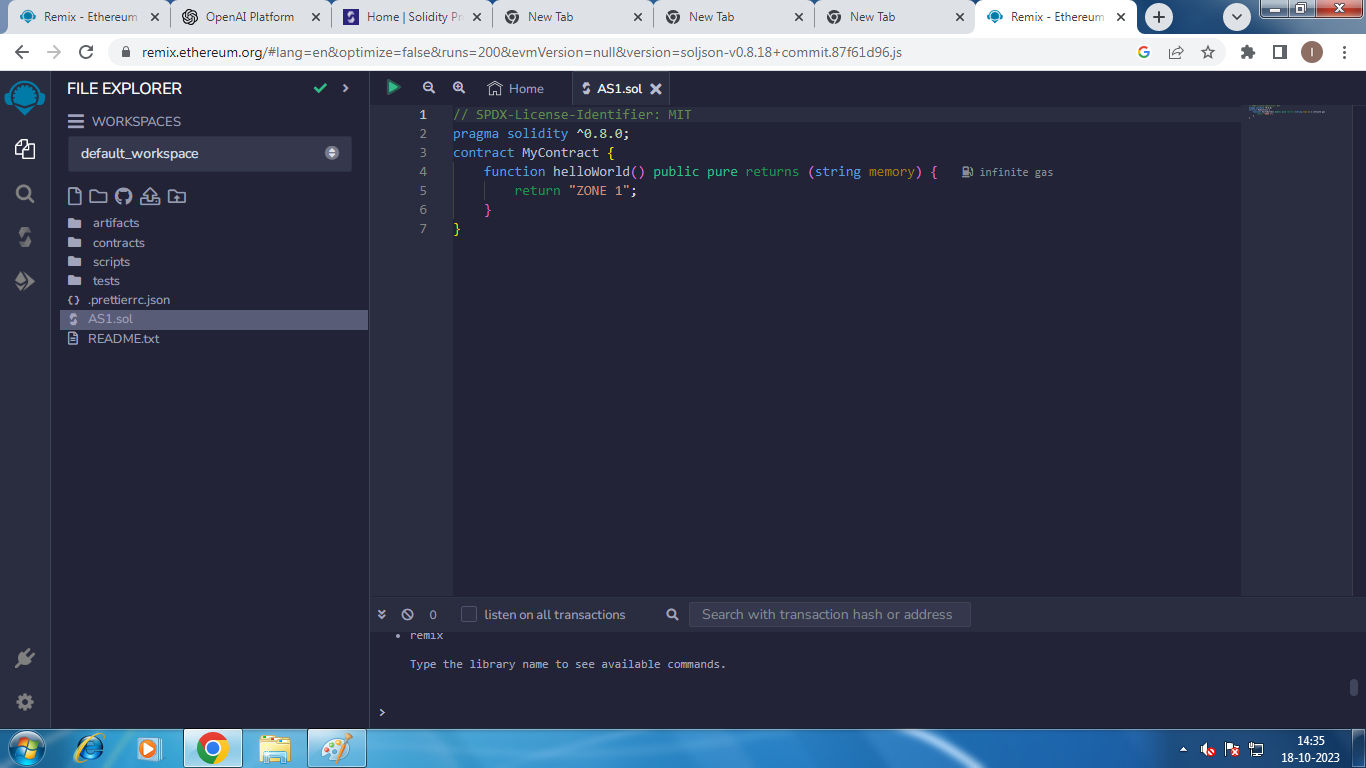 Remix - Ethereum
OpenAI Platform
Home | Solidity Pr
New Tab
New Tab
New Tab
Remix - Ethereum
remix.ethereum.org/#lang=en&optimize=false&runs=200&evmVersion=null&version=soljson-v0.8.18+commit.87f61d96.js
I
FILE EXPLORER
WORKSPACES
default_workspace
artifacts
contracts
scripts
tests
.prettierrc.json
AS1.sol
README.txt
Home
AS1.sol
1 // SPDX-License-Identifier: MIT
2 pragma solidity ^0.8.0;
3 contract MyContract {
4 function helloWorld() public pure returns (string memory) { infinite gas
5 return "ZONE 1";
6 }
7 }
0 listen on all transactions Search with transaction hash or address
• remix
Type the library name to see available commands.
>
14:35
18-10-2023